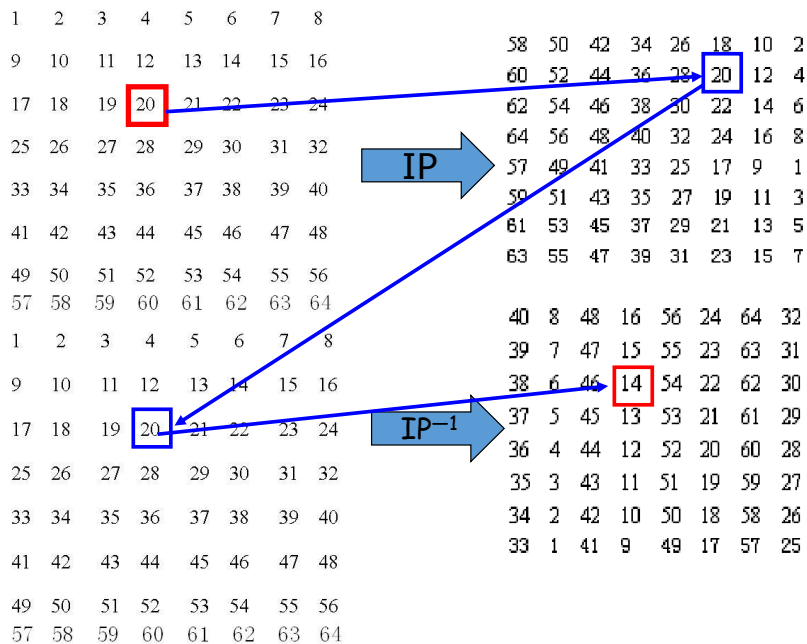 1 2 3 4 5 6 7 8
9 10 11 12 13 14 15 16
17 18 19 20 21 22 23 24
25 26 27 28 29 30 31 32
33 34 35 36 37 38 39 40
41 42 43 44 45 46 47 48
49 50 51 52 53 54 55 56
57 58 59 60 61 62 63 64
IP
58 50 42 34 26 18 10 2
60 52 44 36 28 20 12 4
62 54 46 38 30 22 14 6
64 56 48 40 32 24 16 8
57 49 41 33 25 17 9 1
59 51 43 35 27 19 11 3
61 53 45 37 29 21 13 5
63 55 47 39 31 23 15 7
1 2 3 4 5 6 7 8
9 10 11 12 13 14 15 16
17 18 19 20 21 22 23 24
25 26 27 28 29 30 31 32
33 34 35 36 37 38 39 40
41 42 43 44 45 46 47 48
49 50 51 52 53 54 55 56
57 58 59 60 61 62 63 64
IP⁻¹
40 8 48 16 56 24 64 32
39 7 47 15 55 23 63 31
38 6 46 14 54 22 62 30
37 5 45 13 53 21 61 29
36 4 44 12 52 20 60 28
35 3 43 11 51 19 59 27
34 2 42 10 50 18 58 26
33 1 41 9 49 17 57 25